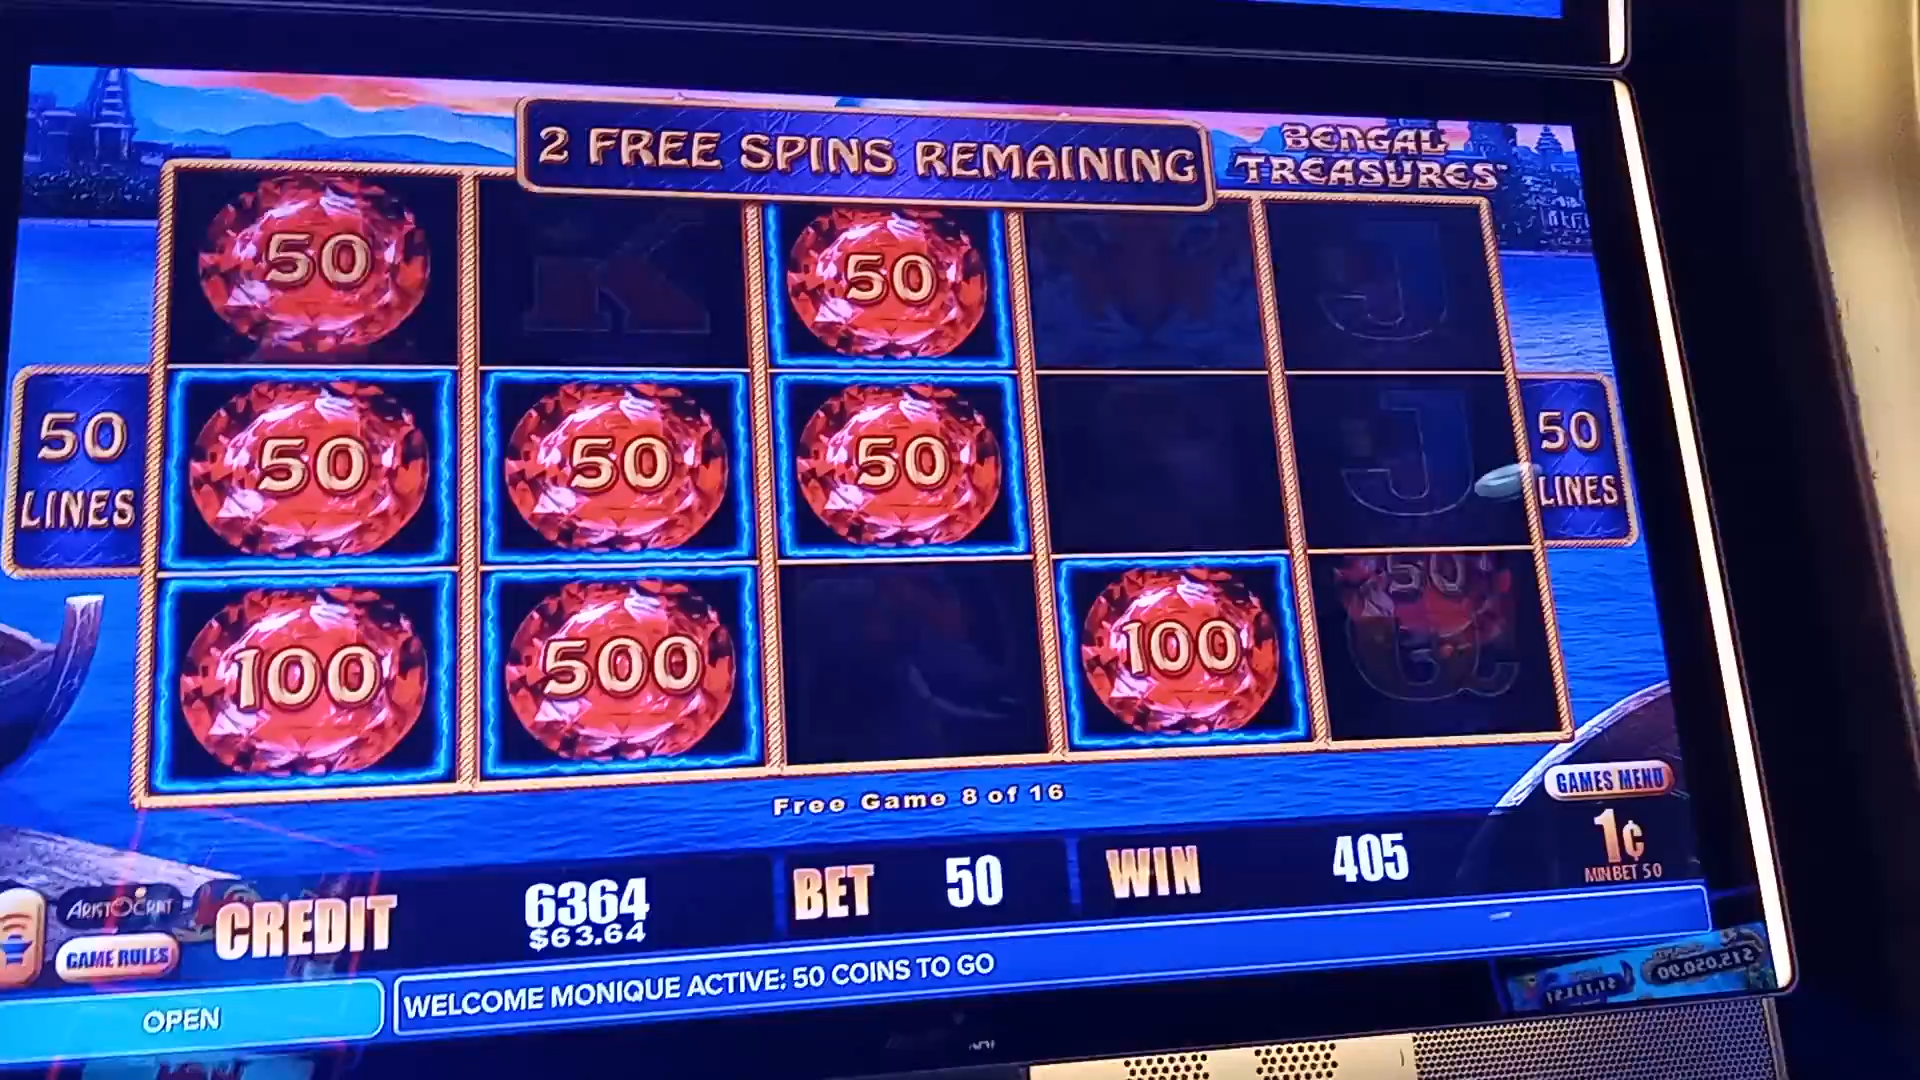 2 FREE SPINS REMAINING
BENGAL
TREASURES™
50
K
50
J
50
LINES
50
50
50
J
50
LINES
100
500
100
50
Q
Free Game 8 of 16
GAMES MENU
1¢
MIN BET 50
ARISTOCRAT
GAME RULES
CREDIT
6364
$63.64
BET 50
WIN 405
OPEN
WELCOME MONIQUE ACTIVE: 50 COINS TO GO